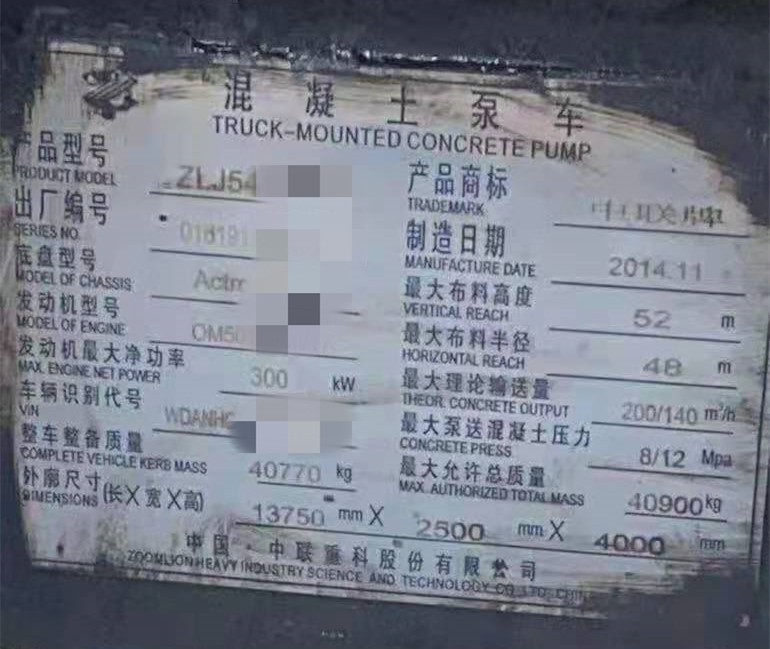 混凝土泵车
TRUCK-MOUNTED CONCRETE PUMP
产品型号 ZLJ54
PRODUCT MODEL
出厂编号
SERIES NO.
底盘型号
MODEL OF CHASSIS
发动机型号
MODEL OF ENGINE
发动机最大净功率 300 kW
MAX. ENGINE NET POWER
车辆识别代号
VIN
整车整备质量 40770 kg
COMPLETE VEHICLE KERB MASS
产品商标 中联牌
TRADEMARK
制造日期 2014.11
MANUFACTURE DATE
最大布料高度 52 m
VERTICAL REACH
最大布料半径 48 m
HORIZONTAL REACH
最大理论输送量 200/140 m³/h
THEOR. CONCRETE OUTPUT
最大泵送混凝土压力 8/12 Mpa
CONCRETE PRESS
最大允许总质量 40900 kg
MAX. AUTHORIZED TOTAL MASS
外廓尺寸(长X宽X高) 13750 mm X 2500 mm X 4000 mm
DIMENSIONS
中国·中联重科股份有限公司
ZOOMLION HEAVY INDUSTRY SCIENCE AND TECHNOLOGY CO.,LTD. CHINA